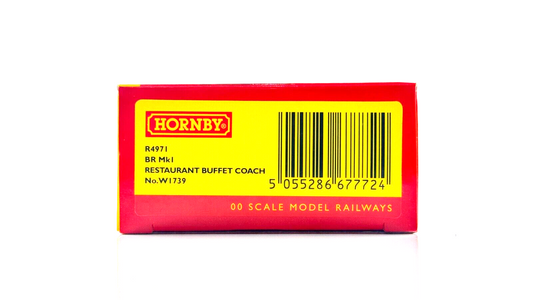 HORNBY®
R4971
BR Mk1
RESTAURANT BUFFET COACH
No.W1739
5 055286 677724
00 SCALE MODEL RAILWAYS